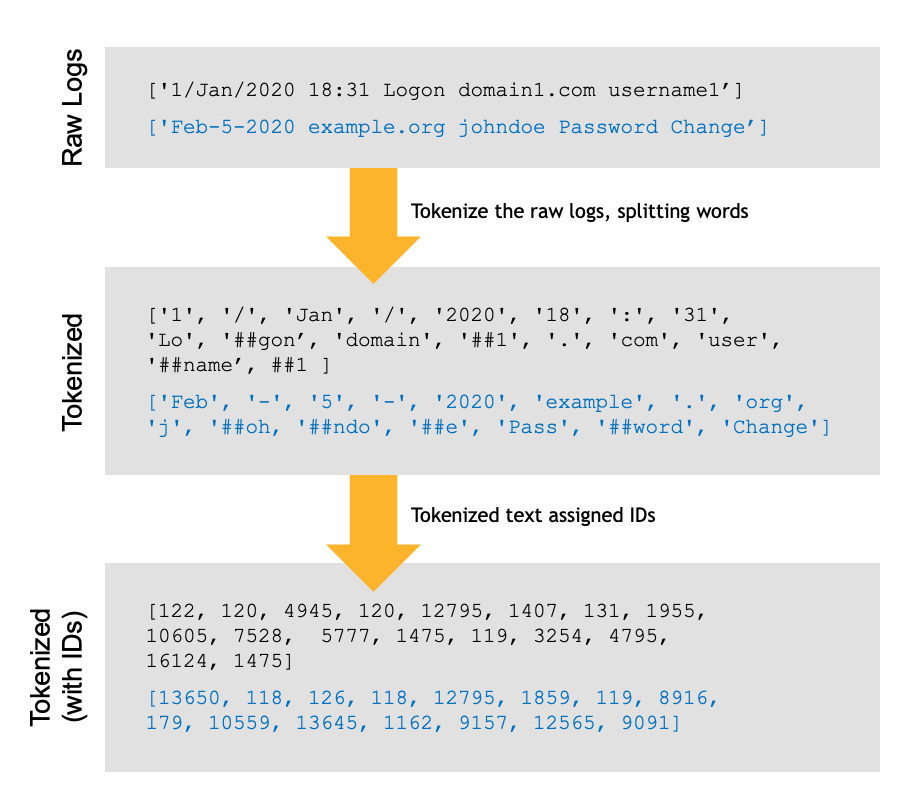 Raw Logs
['1/Jan/2020 18:31 Logon domain1.com username1’]
['Feb-5-2020 example.org johndoe Password Change’]
Tokenize the raw logs, splitting words
Tokenized
['1', '/', 'Jan', '/', '2020', '18', ':', '31',
'Lo', '##gon’, 'domain', '##1', '.', 'com', 'user',
'##name’, ##1 ]
['Feb', '-', '5', '-', '2020', 'example', '.', 'org',
'j', '##oh, '##ndo', '##e', 'Pass', '##word', 'Change']
Tokenized text assigned IDs
Tokenized
(with IDs)
[122, 120, 4945, 120, 12795, 1407, 131, 1955,
10605, 7528,  5777, 1475, 119, 3254, 4795,
16124, 1475]
[13650, 118, 126, 118, 12795, 1859, 119, 8916,
179, 10559, 13645, 1162, 9157, 12565, 9091]